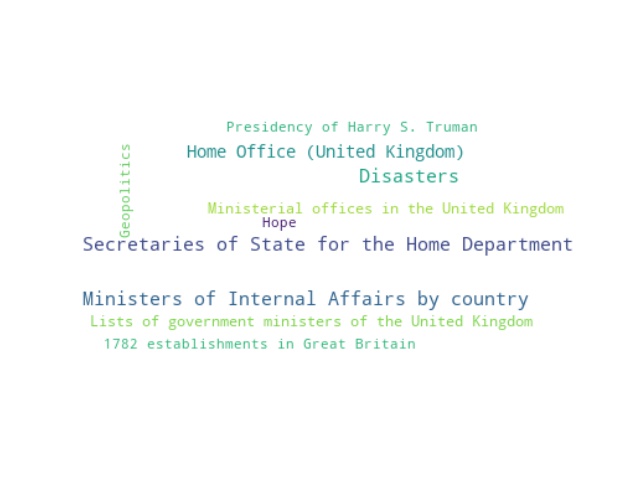 Presidency of Harry S. Truman
Geopolitics
Home Office (United Kingdom)
Disasters
Ministerial offices in the United Kingdom
Hope
Secretaries of State for the Home Department
Ministers of Internal Affairs by country
Lists of government ministers of the United Kingdom
1782 establishments in Great Britain